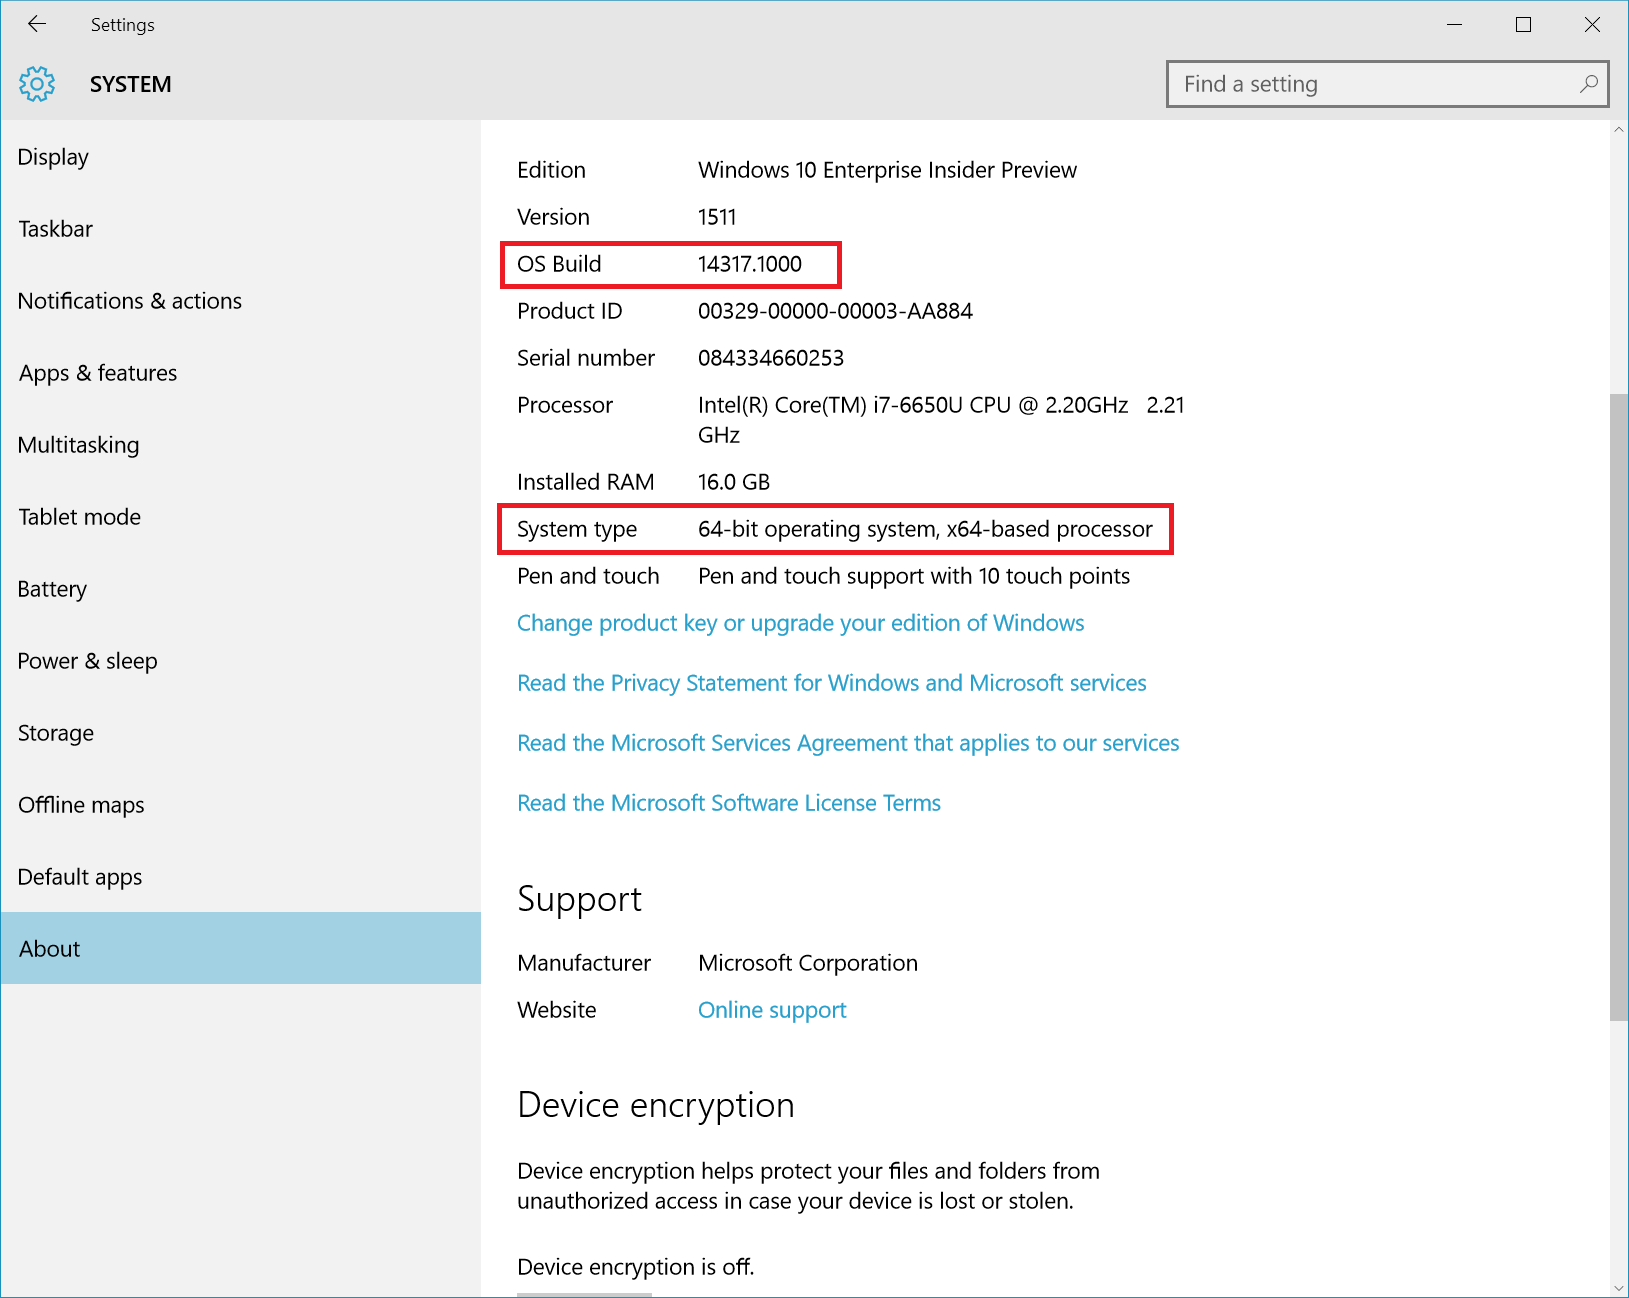 Settings
SYSTEM
Find a setting
Display
Taskbar
Notifications & actions
Apps & features
Multitasking
Tablet mode
Battery
Power & sleep
Storage
Offline maps
Default apps
About
Edition Windows 10 Enterprise Insider Preview
Version 1511
OS Build 14317.1000
Product ID 00329-00000-00003-AA884
Serial number 084334660253
Processor Intel(R) Core(TM) i7-6650U CPU @ 2.20GHz 2.21
GHz
Installed RAM 16.0 GB
System type 64-bit operating system, x64-based processor
Pen and touch Pen and touch support with 10 touch points
Change product key or upgrade your edition of Windows
Read the Privacy Statement for Windows and Microsoft services
Read the Microsoft Services Agreement that applies to our services
Read the Microsoft Software License Terms
Support
Manufacturer Microsoft Corporation
Website Online support
Device encryption
Device encryption helps protect your files and folders from
unauthorized access in case your device is lost or stolen.
Device encryption is off.